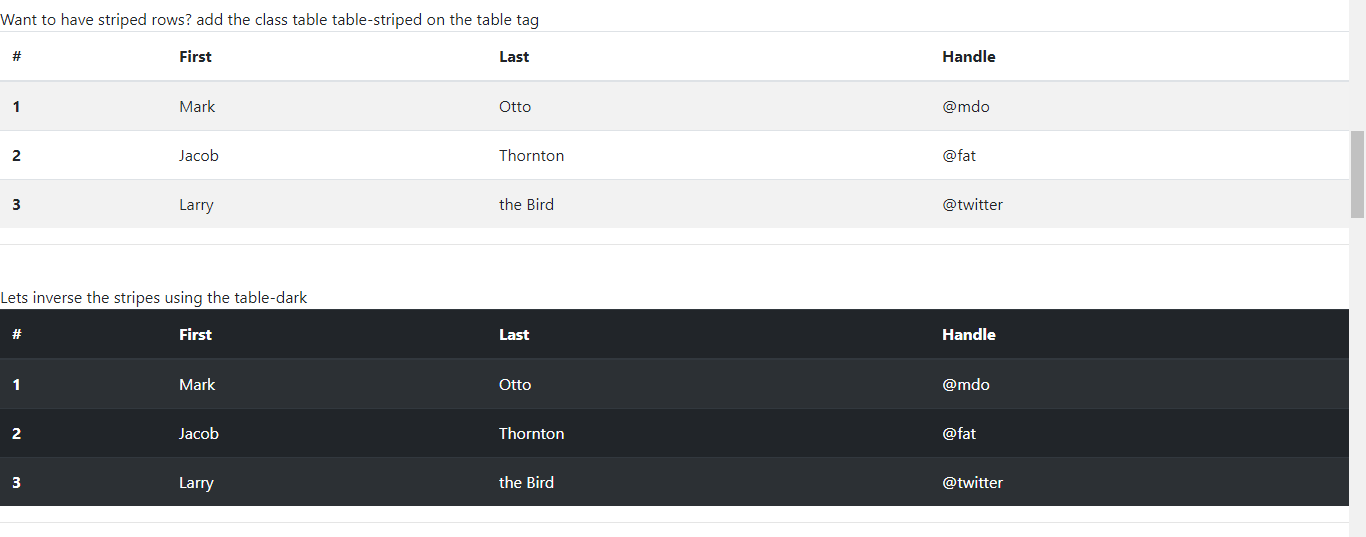 Want to have striped rows? add the class table table-striped on the table tag
# First Last Handle
1 Mark Otto @mdo
2 Jacob Thornton @fat
3 Larry the Bird @twitter
Lets inverse the stripes using the table-dark
# First Last Handle
1 Mark Otto @mdo
2 Jacob Thornton @fat
3 Larry the Bird @twitter